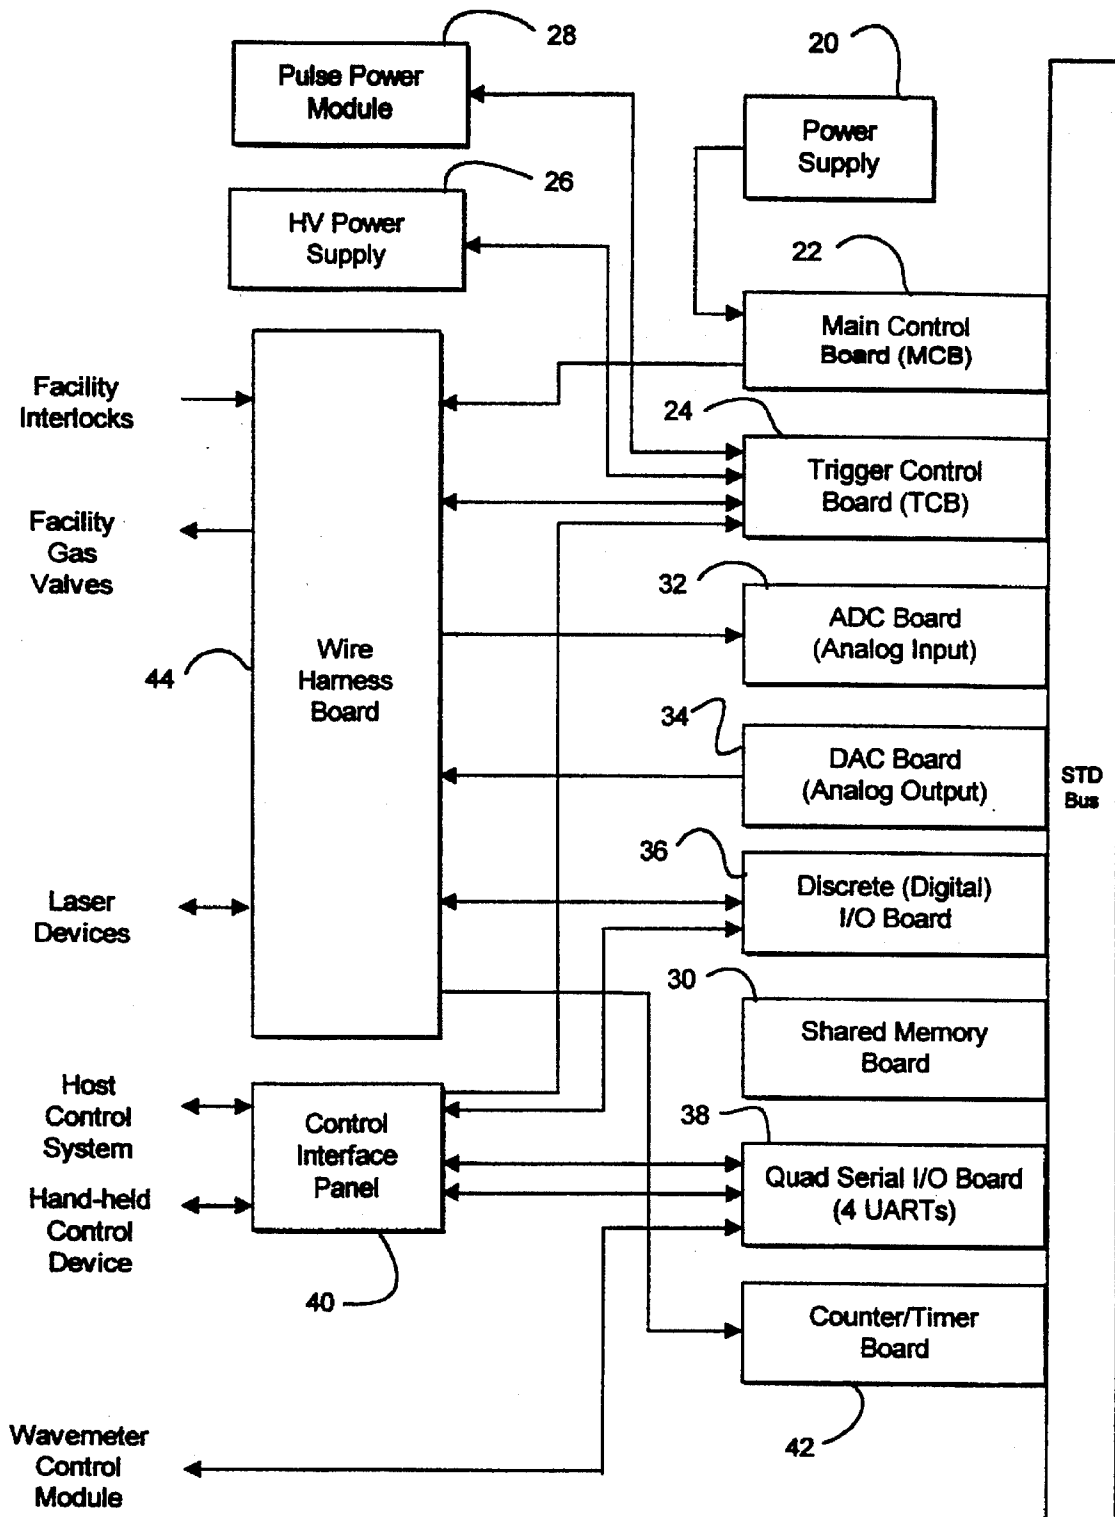 28
20
Pulse Power
Module
Power
Supply
26
HV Power
Supply
22
Main Control
Board (MCB)
Facility
Interlocks
24
Trigger Control
Board (TCB)
Facility
Gas
Valves
32
ADC Board
(Analog Input)
Wire
Harness
Board
44
34
DAC Board
(Analog Output)
STD
Bus
36
Discrete (Digital)
I/O Board
Laser
Devices
30
Shared Memory
Board
Host
Control
System
Control
Interface
Panel
38
Quad Serial I/O Board
(4 UARTs)
Hand-held
Control
Device
40
Counter/Timer
Board
42
Wavemeter
Control
Module